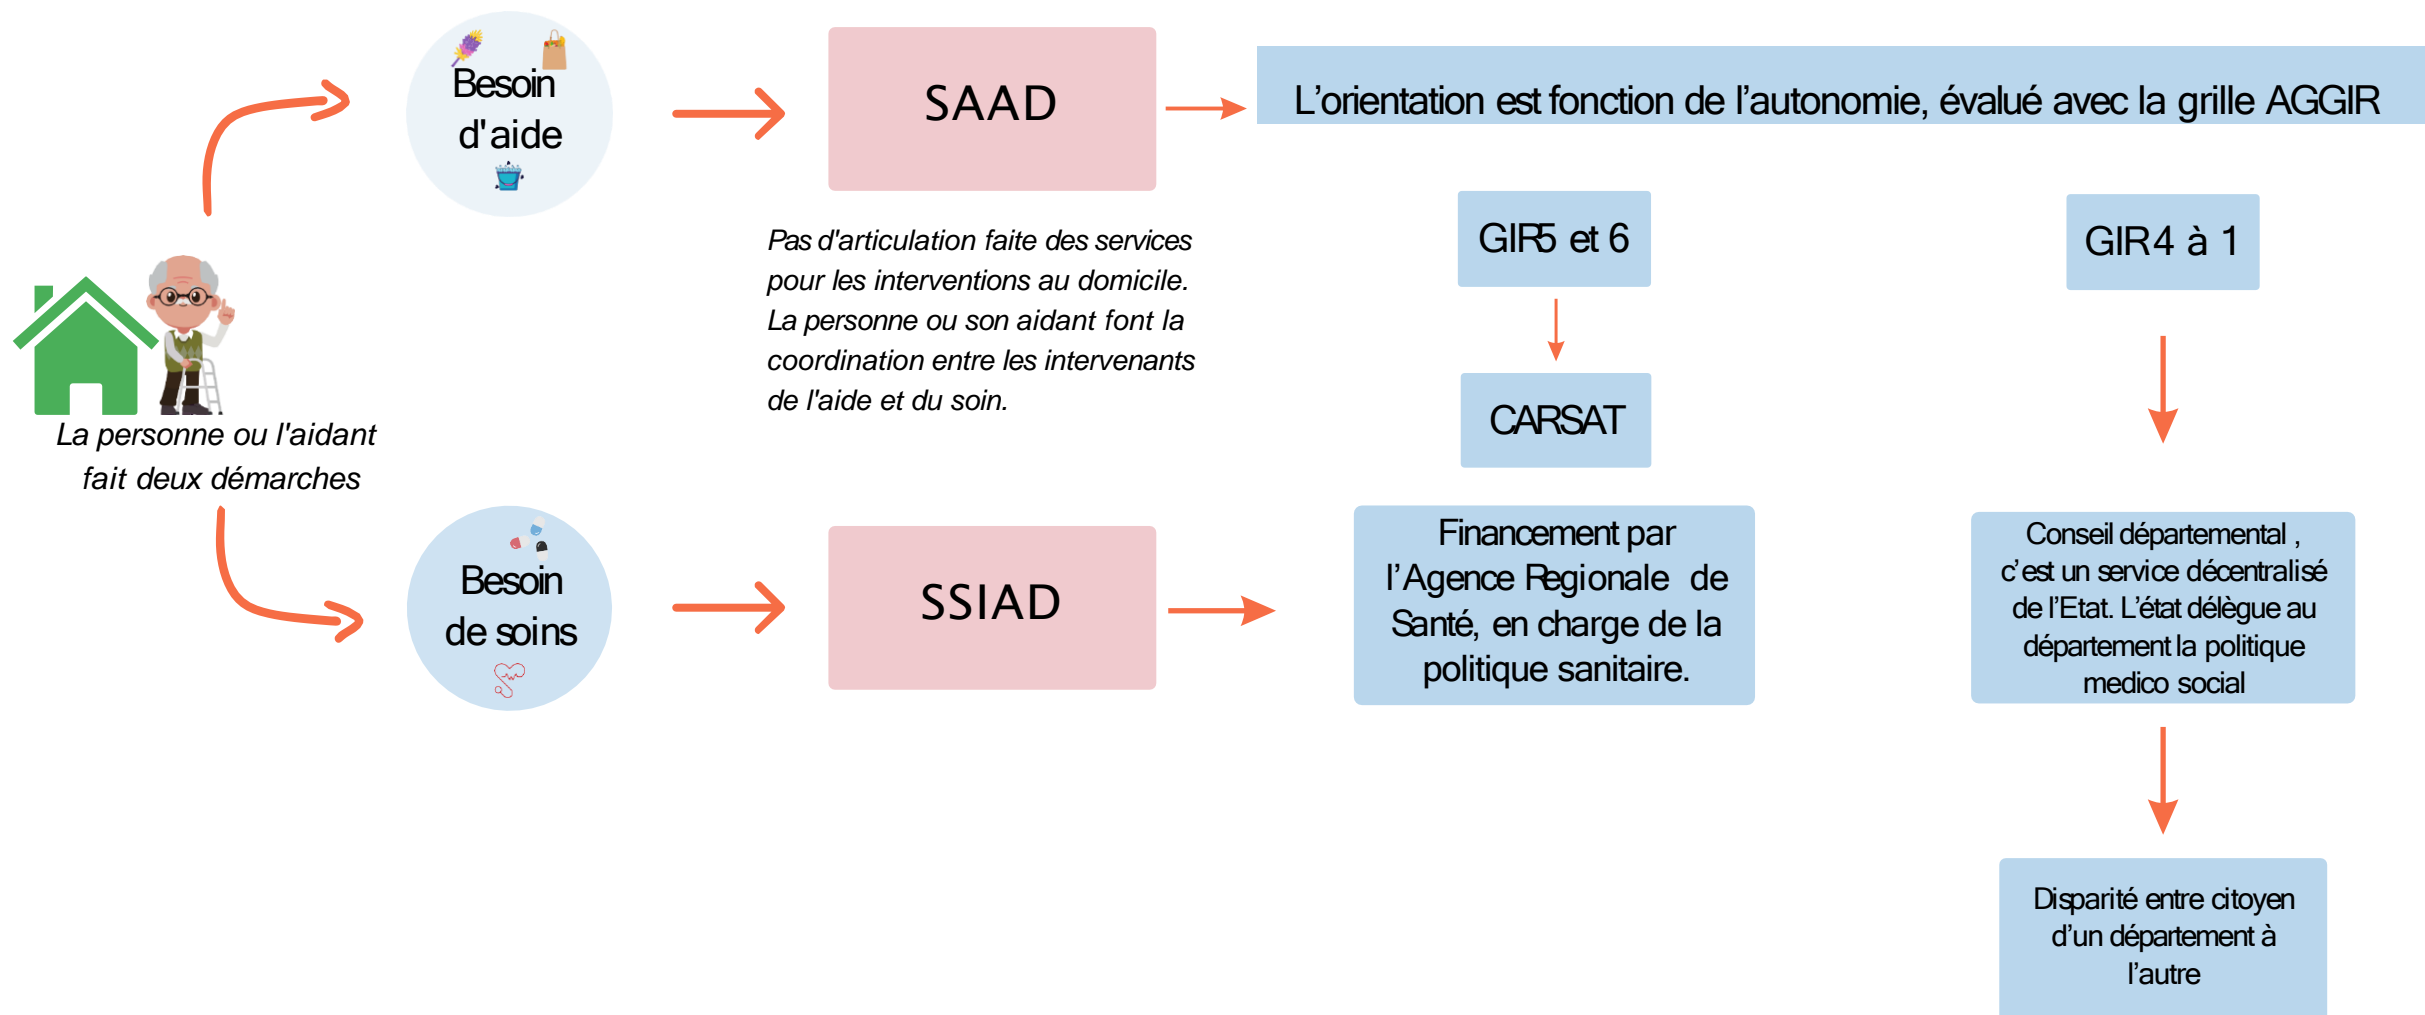 Besoin
d'aide
SAAD
L’orientation est fonction de l’autonomie, évalué avec la grille AGGIR
Pas d'articulation faite des services
pour les interventions au domicile.
La personne ou son aidant font la
coordination entre les intervenants
de l'aide et du soin.
GIR5 et 6
GIR4 à 1
CARSAT
La personne ou l'aidant
fait deux démarches
Besoin
de soins
SSIAD
Financement par
l’Agence Regionale de
Santé, en charge de la
politique sanitaire.
Conseil départemental ,
c’est un service décentralisé
de l’Etat. L’état délègue au
département la politique
medico social
Disparité entre citoyen
d’un département à
l’autre